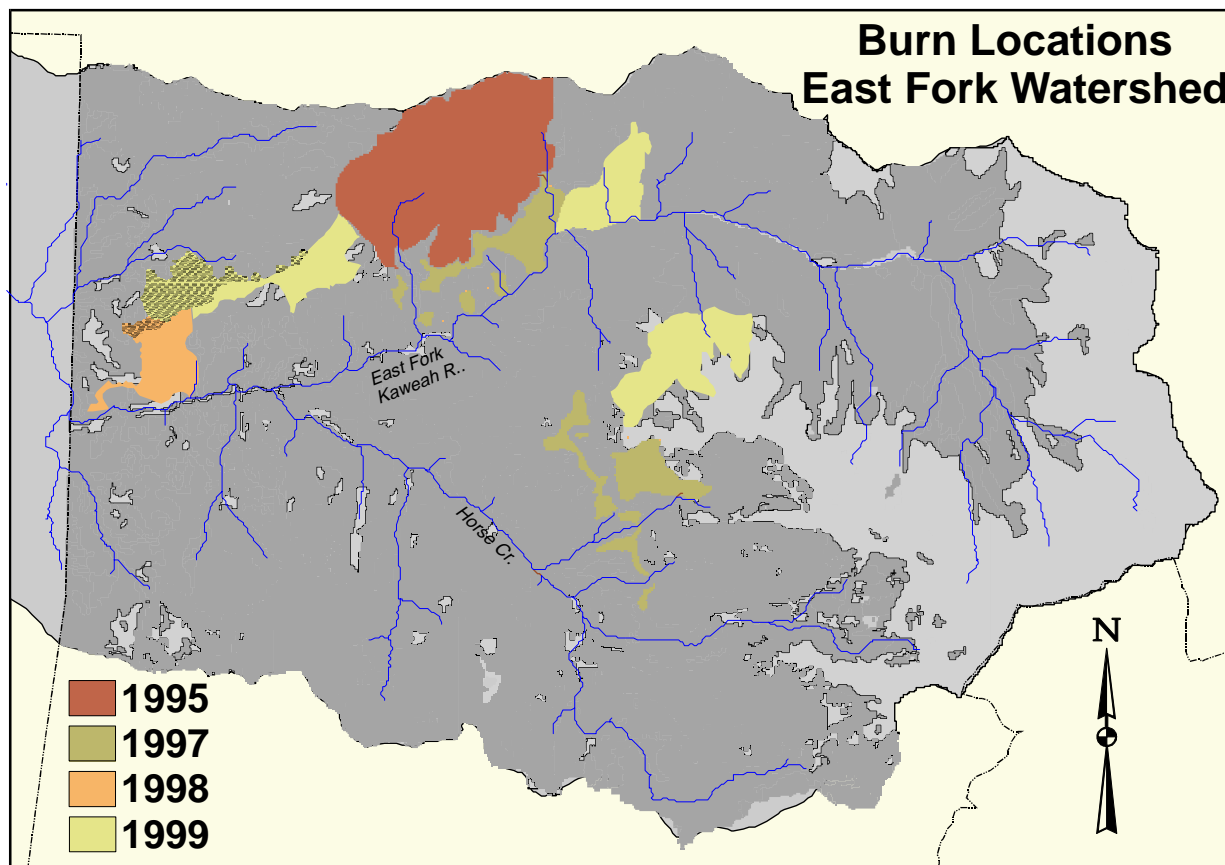 Burn Locations
East Fork Watershed
East Fork
Kaweah R..
Horse Cr.
N
1995
1997
1998
1999